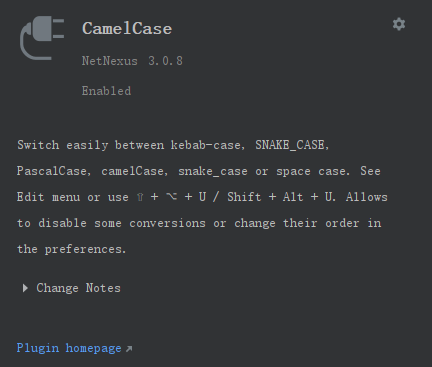 CamelCase
NetNexus 3.0.8
Enabled
Switch easily between kebab-case, SNAKE_CASE,
PascalCase, camelCase, snake_case or space case. See
Edit menu or use ⇧ + ⌥ + U / Shift + Alt + U. Allows
to disable some conversions or change their order in
the preferences.
Change Notes
Plugin homepage